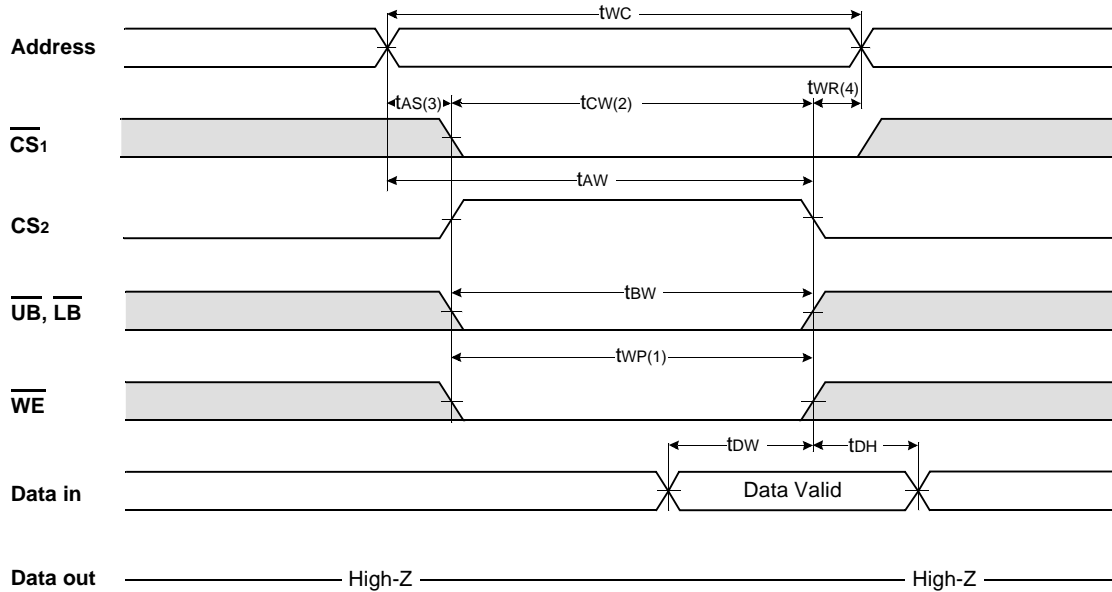 tWC
Address
tAS(3) tCW(2) tWR(4)
CS1
tAW
CS2
tBW
UB, LB
tWP(1)
WE
tDW tDH
Data in Data Valid
Data out High-Z High-Z